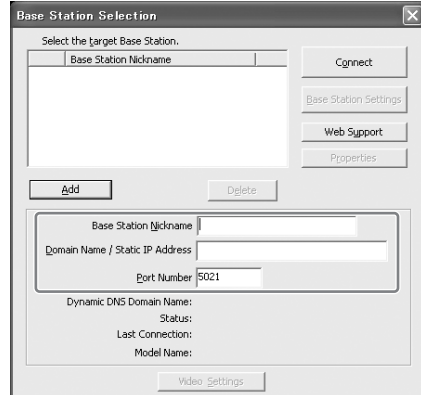 Base Station Selection
Select the target Base Station.
Base Station Nickname
Connect
Base Station Settings
Web Support
Properties
Add
Delete
Base Station Nickname
Domain Name / Static IP Address
Port Number 5021
Dynamic DNS Domain Name:
Status:
Last Connection:
Model Name:
Video Settings